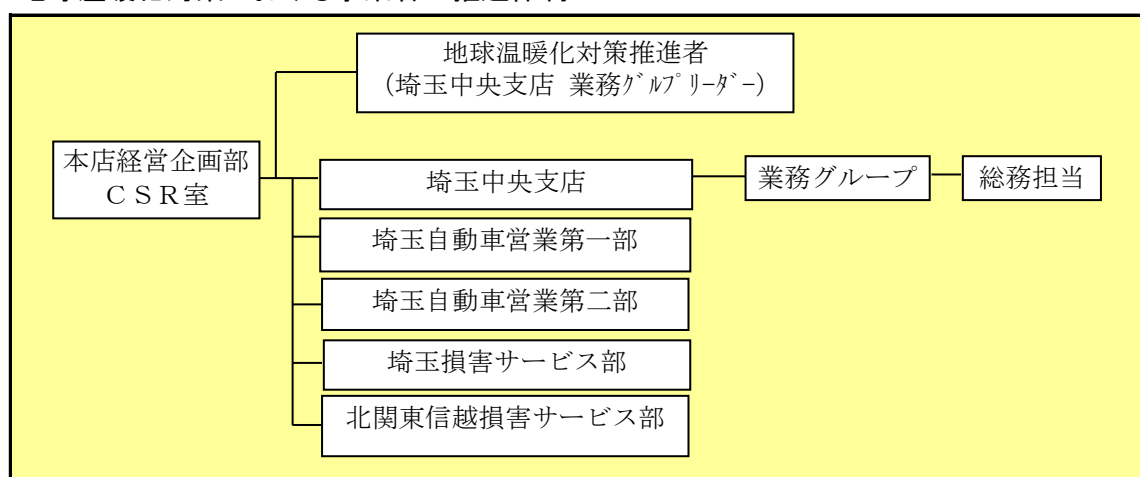 地球温暖化対策推進者
(埼玉中央支店 業務ｸﾞﾙﾌﾟﾘｰﾀﾞｰ)
本店経営企画部
ＣＳＲ室
埼玉中央支店
業務グループ
総務担当
埼玉自動車営業第一部
埼玉自動車営業第二部
埼玉損害サービス部
北関東信越損害サービス部